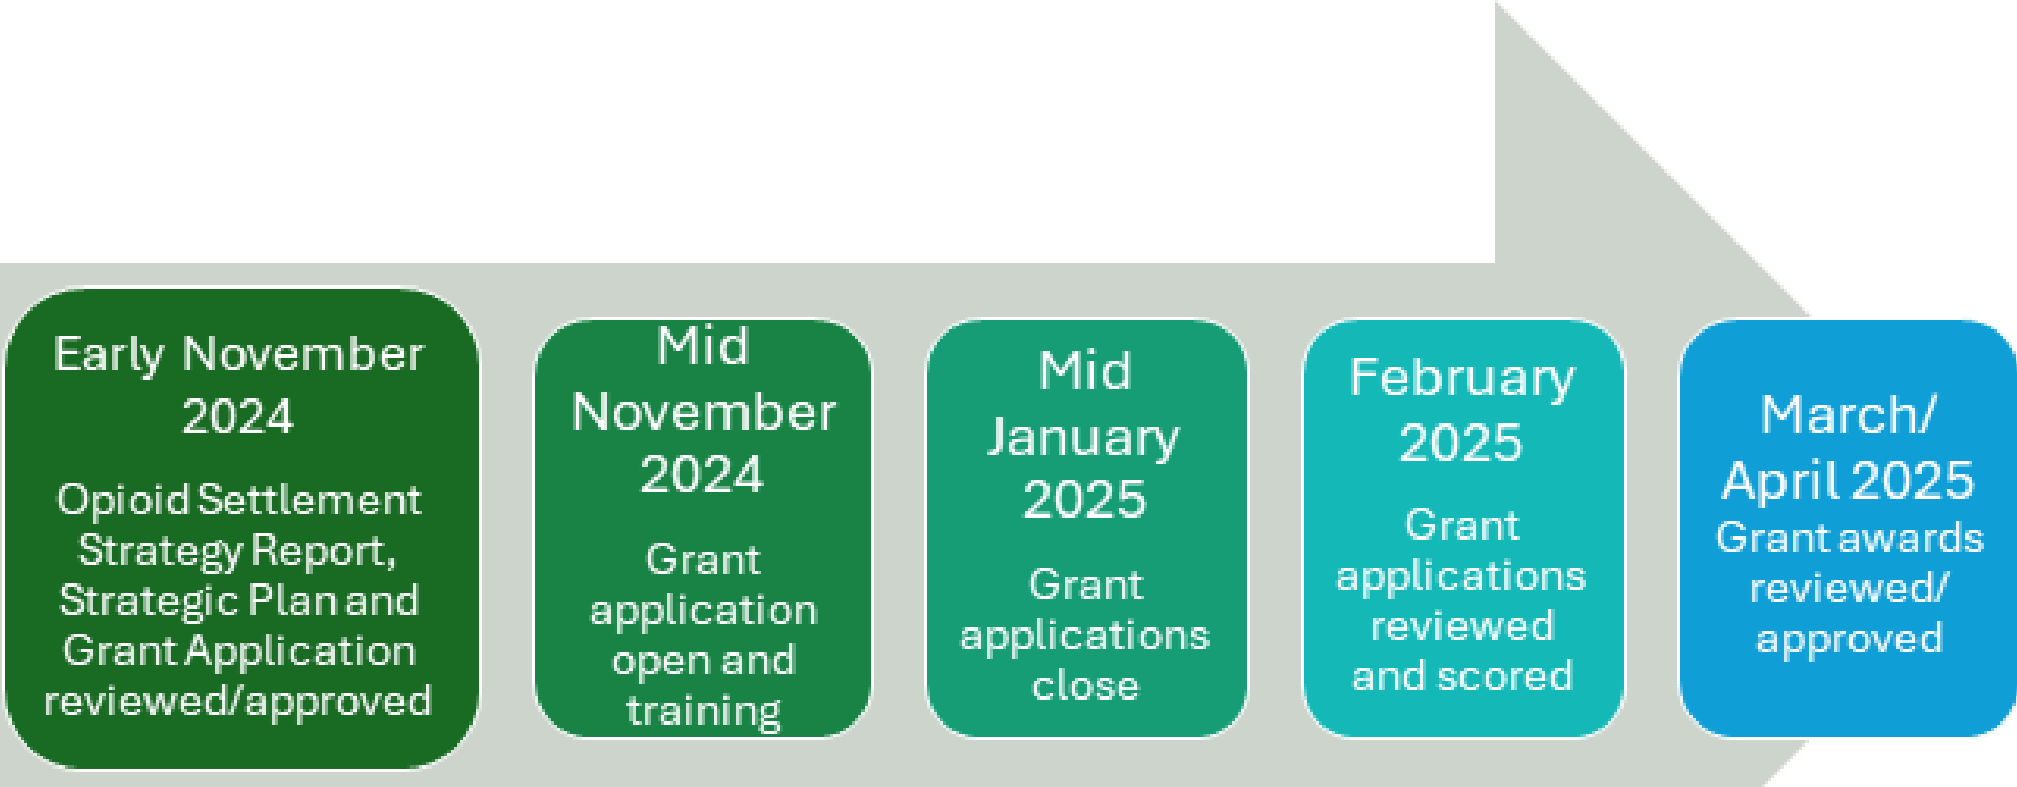 Early November
2024
Opioid Settlement
Strategy Report,
Strategic Plan and
Grant Application
reviewed/approved
Mid
November
2024
Grant
application
open and
training
Mid
January
2025
Grant
applications
close
February
2025
Grant
applications
reviewed
and scored
March/
April 2025
Grant awards
reviewed/
approved